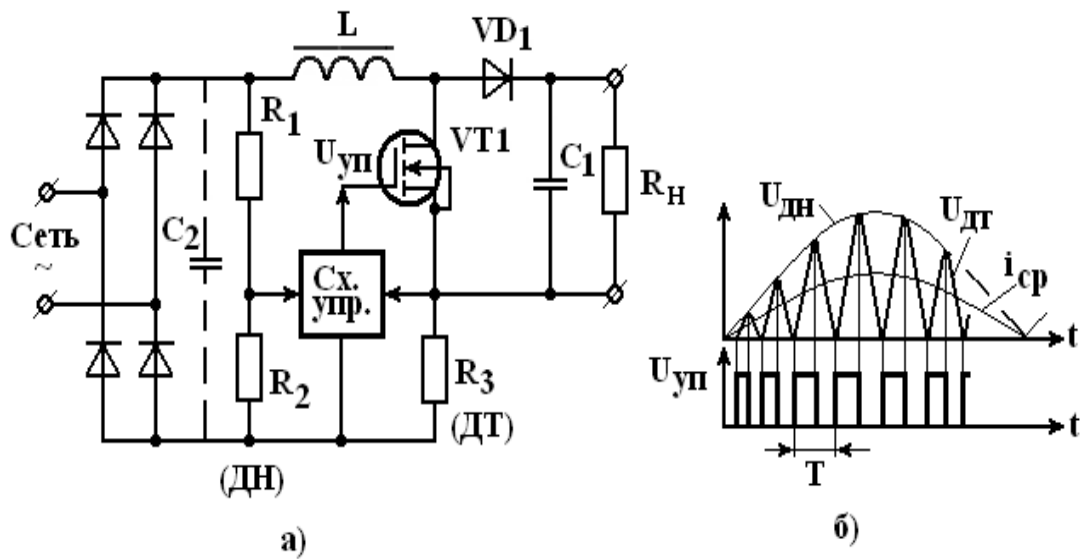 L
VD1
R1
Uуп
VT1
C1
Rн
Сеть
~
C2
Сх.
упр.
R2
R3
(ДТ)
(ДН)
а)
Uдн
Uдт
iср
t
Uуп
t
T
б)